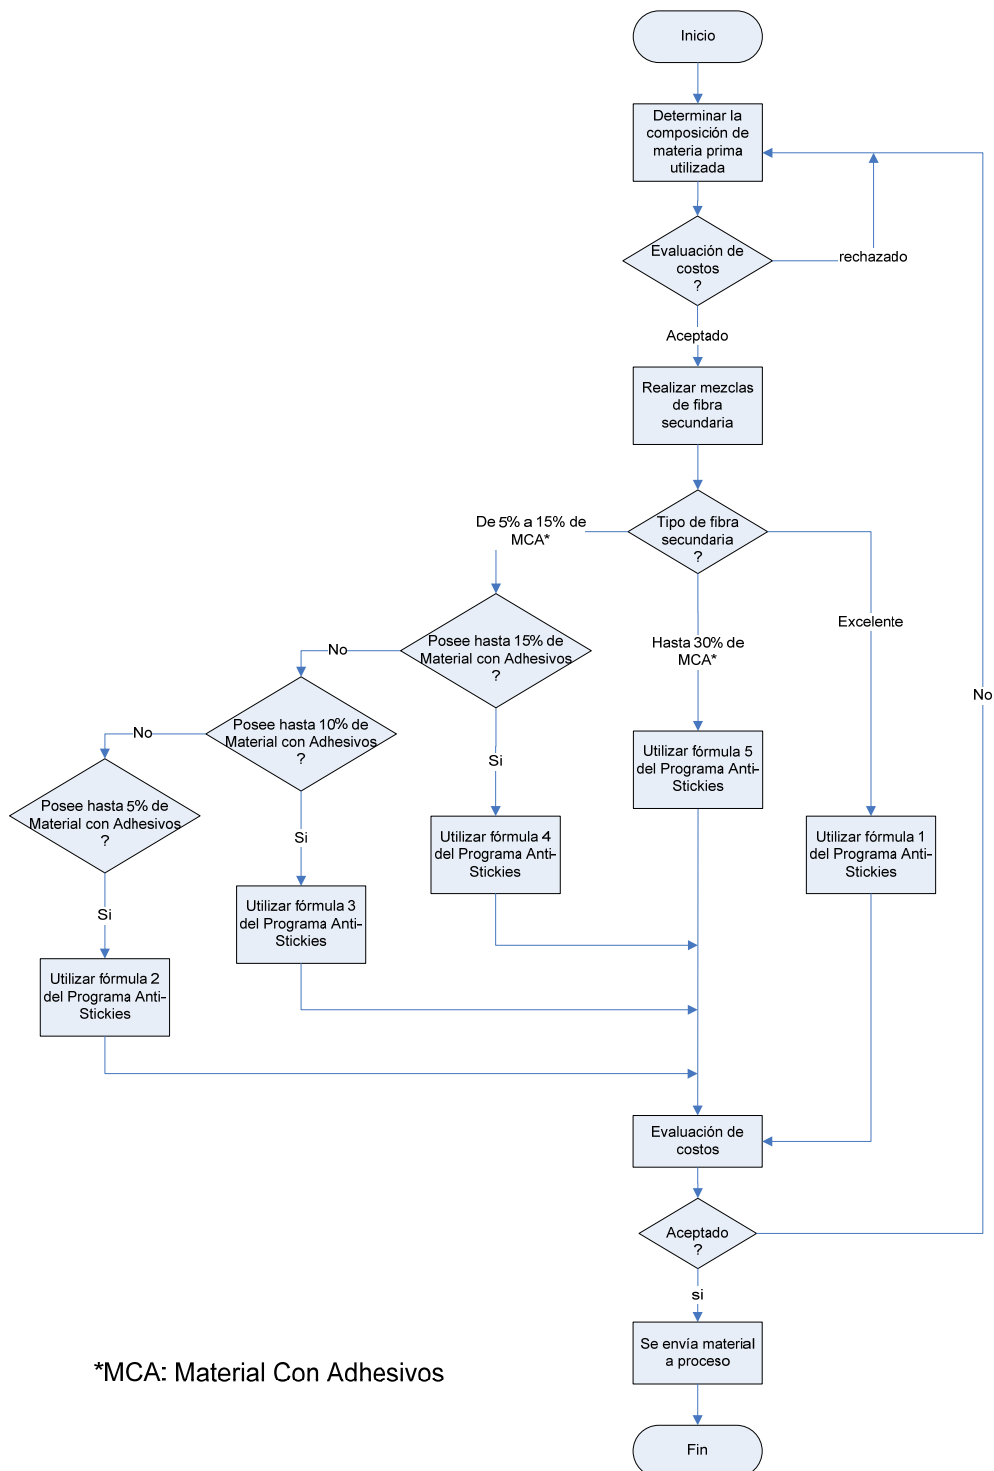 Inicio
Determinar la
composición de
materia prima
utilizada
Evaluación de
costos
?
rechazado
Aceptado
Realizar mezclas
de fibra
secundaria
Tipo de fibra
secundaria
?
De 5% a 15% de
MCA*
Excelente
Hasta 30% de
MCA*
Posee hasta 15% de
Material con Adhesivos
?
No
Posee hasta 10% de
Material con Adhesivos
?
No
Posee hasta 5% de
Material con Adhesivos
?
No
Si
Utilizar fórmula 5
del Programa Anti-
Stickies
Utilizar fórmula 4
del Programa Anti-
Stickies
Utilizar fórmula 1
del Programa Anti-
Stickies
Si
Utilizar fórmula 3
del Programa Anti-
Stickies
Si
Utilizar fórmula 2
del Programa Anti-
Stickies
Evaluación de
costos
Aceptado
?
si
Se envía material
a proceso
*MCA: Material Con Adhesivos
Fin